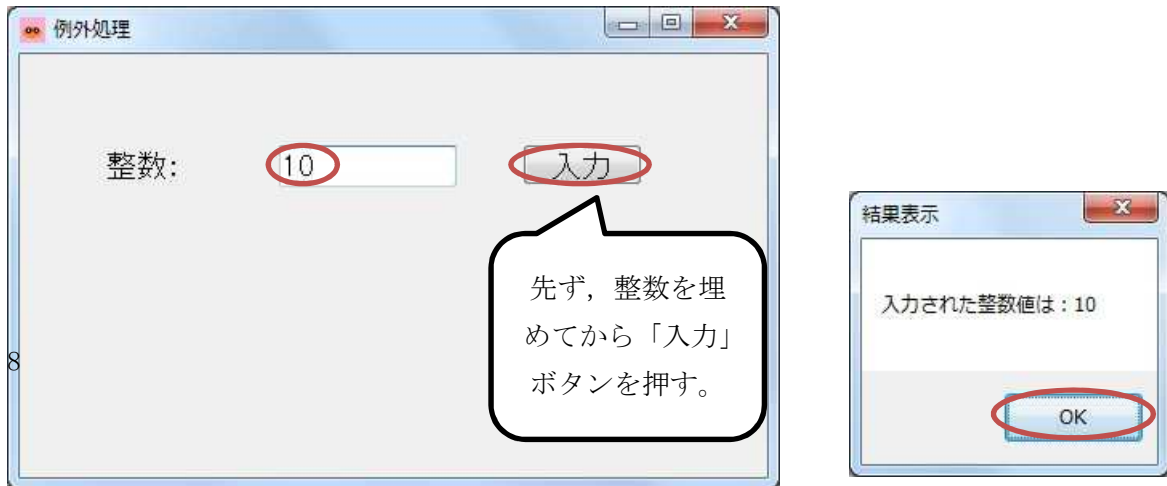 例外処理
整数:
10
入力
先ず，整数を埋
めてから「入力」
ボタンを押す。
8
結果表示
入力された整数値は：10
OK